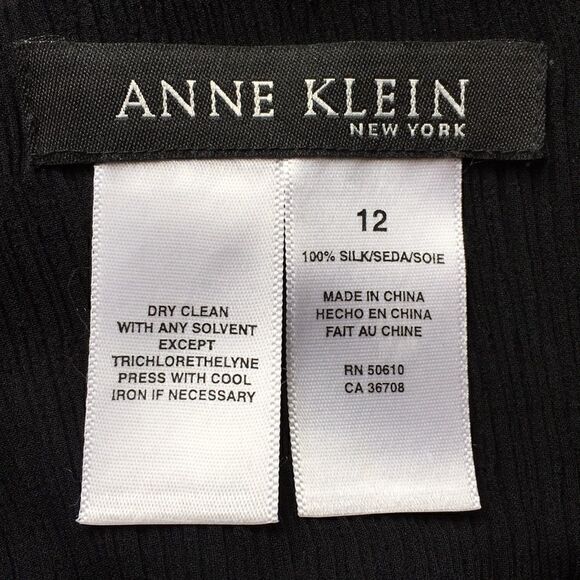 ANNE KLEIN
NEW YORK
DRY CLEAN
WITH ANY SOLVENT
EXCEPT
TRICHLORETHELYNE
PRESS WITH COOL
IRON IF NECESSARY
12
100% SILK/SEDA/SOIE
MADE IN CHINA
HECHO EN CHINA
FAIT AU CHINE
RN 50610
CA 36708